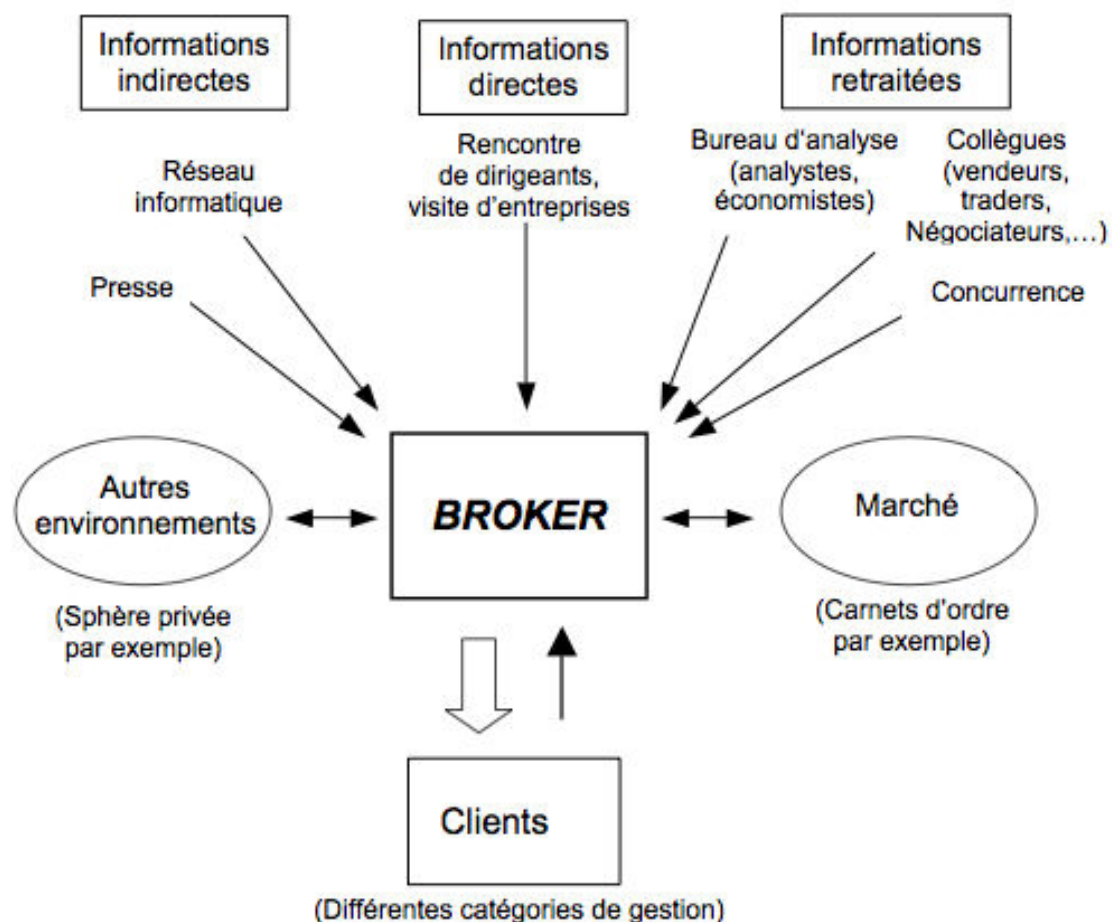 Informations
indirectes
Informations
directes
Informations
retraitées
Réseau
informatique
Presse
Rencontre
de dirigeants,
visite d'entreprises
Bureau d'analyse
(analystes,
économistes)
Collègues
(vendeurs,
traders,
Négociateurs,...)
Concurrence
Autres
environnements
(Sphère privée
par exemple)
BROKER
Marché
(Carnets d'ordre
par exemple)
Clients
(Différentes catégories de gestion)